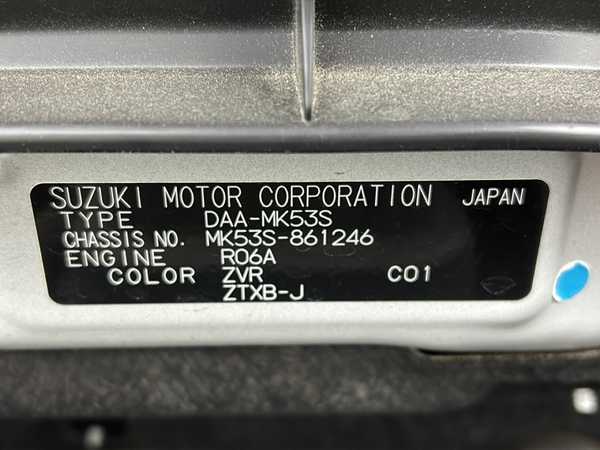 SUZUKI MOTOR CORPORATION JAPAN
TYPE DAA-MK53S
CHASSIS NO. MK53S-861246
ENGINE R06A
COLOR ZVR C01
ZTXB-J